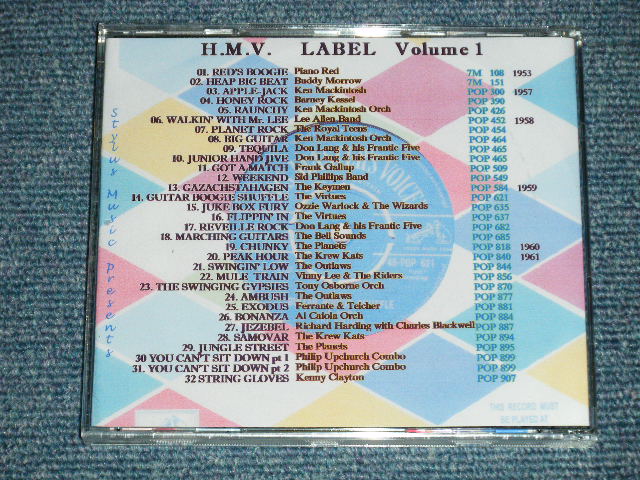 H.M.V. LABEL Volume 1
01. RED'S BOOGIE Piano Red 7M 108 1953
02. HEAP BIG BEAT Buddy Morrow 7M 151
03. APPLE-JACK Ken Mackintosh POP 300 1957
04. HONEY ROCK Barney Kessel POP 390
05. RAUNCHY Ken Mackintosh Orch POP 426
06. WALKIN' WITH Mr. LEE Lee Allen Band POP 452 1958
07. PLANET ROCK The Royal Teens POP 454
08. BIG GUITAR Ken Mackintosh Orch POP 464
09. TEQUILA Don Lang & his Frantic Five POP 465
10. JUNIOR HAND JIVE Don Lang & his Frantic Five POP 465
11. GOT A MATCH Frank Gallup POP 509
12. WEEKEND Sid Phillips Band POP 549
13. GAZACHSTAHAGEN The Keymen POP 584 1959
14. GUITAR BOOGIE SHUFFLE The Virtues POP 621
15. JUKE BOX FURY Ozzie Warlock & The Wizards POP 635
16. FLIPPIN' IN The Virtues POP 637
17. REVEILLE ROCK Don Lang & his Frantic Five POP 682
18. MARCHING GUITARS The Bell Sounds POP 685
19. CHUNKY The Planets POP 818 1960
20. PEAK HOUR The Krew Kats POP 840 1961
21. SWINGIN' LOW The Outlaws POP 844
22. MULE TRAIN Vinny Lee & The Riders POP 856
23. THE SWINGING GYPSIES Tony Osborne Orch POP 870
24. AMBUSH The Outlaws POP 877
25. EXODUS Ferrante & Teicher POP 881
26. BONANZA Al Caiola Orch POP 884
27. JEZEBEL Richard Harding with Charles Blackwell POP 887
28. SAMOVAR The Krew Kats POP 894
29. JUNGLE STREET The Planets POP 895
30 YOU CAN'T SIT DOWN pt 1 Philip Upchurch Combo POP 899
31. YOU CAN'T SIT DOWN pt 2 Philip Upchurch Combo POP 899
32 STRING GLOVES Kenny Clayton POP 907
Status Music Presents
45-POP 621
THIS RECORD MUST
BE PLAYED AT